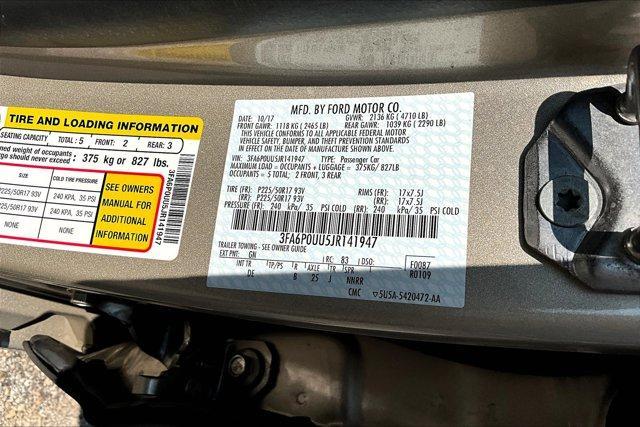 TIRE AND LOADING INFORMATION
SEATING CAPACITY TOTAL: 5 FRONT: 2 REAR: 3
weight of occupants
should never exceed : 375 kg or 827 lbs.
SIZE COLD TIRE PRESSURE
P225/50R17 93V 240 KPA, 35 PSI
P225/50R17 93V 240 KPA, 35 PSI
NONE NONE
SEE OWNERS
MANUAL FOR
ADDITIONAL
INFORMATION
3FA6P0UU5JR141947
MFD. BY FORD MOTOR CO.
DATE: 10/17 GVWR: 2136 KG ( 4710 LB)
FRONT GAWR: 1118 KG ( 2465 LB) REAR GAWR: 1039 KG ( 2290 LB)
THIS VEHICLE CONFORMS TO ALL APPLICABLE FEDERAL MOTOR
VEHICLE SAFETY, BUMPER, AND THEFT PREVENTION STANDARDS
IN EFFECT ON THE DATE OF MANUFACTURE SHOWN ABOVE.
VIN: 3FA6P0UU5JR141947 TYPE: Passenger Car
MAXIMUM LOAD = OCCUPANTS + LUGGAGE = 375KG/ 827LB
OCCUPANTS = 5 TOTAL: 2 FRONT, 3 REAR
TIRE (FR): P225/50R17 93V RIMS (FR): 17x7.5J
TIRE (RR): P225/50R17 93V RIMS (RR): 17x7.5J
PRESSURE (FR): 240 kPa/ 35 PSI COLD (RR): 240 kPa/ 35 PSI COLD
3FA6P0UU5JR141947
TRAILER TOWING - SEE OWNER GUIDE
EXT PNT: GN RC: 83 DSO: F0087
INT TR TP/PS R AXLE TR SPR R0109
DE B 25 J NNRR
CMC 5U5A-5420472-AA